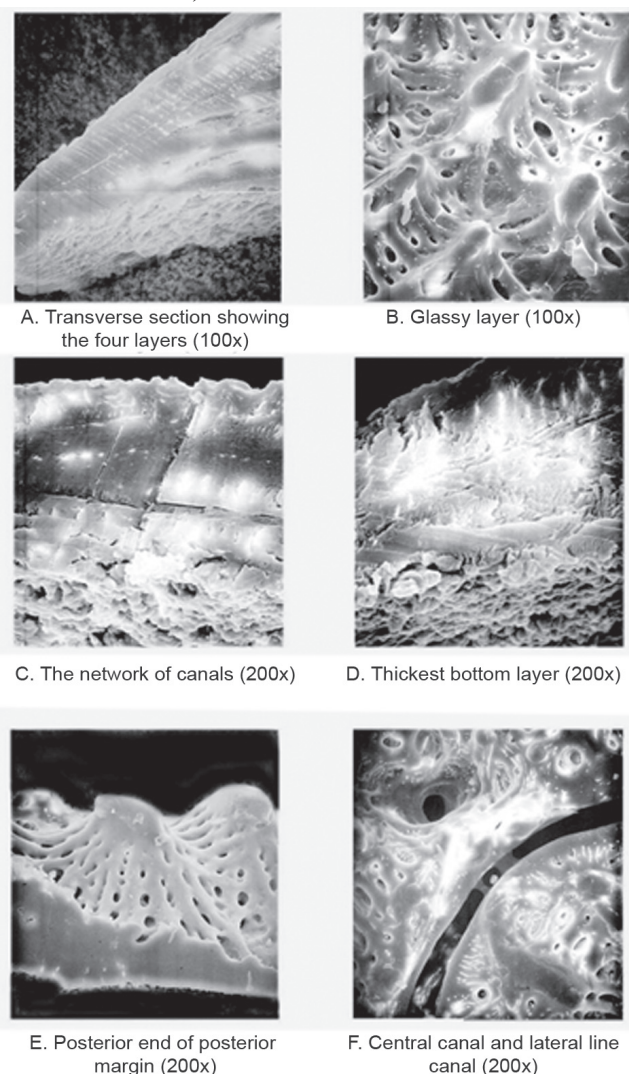 A. Transverse section showing
the four layers (100x)
B. Glassy layer (100x)
C. The network of canals (200x)
D. Thickest bottom layer (200x)
E. Posterior end of posterior
margin (200x)
F. Central canal and lateral line
canal (200x)